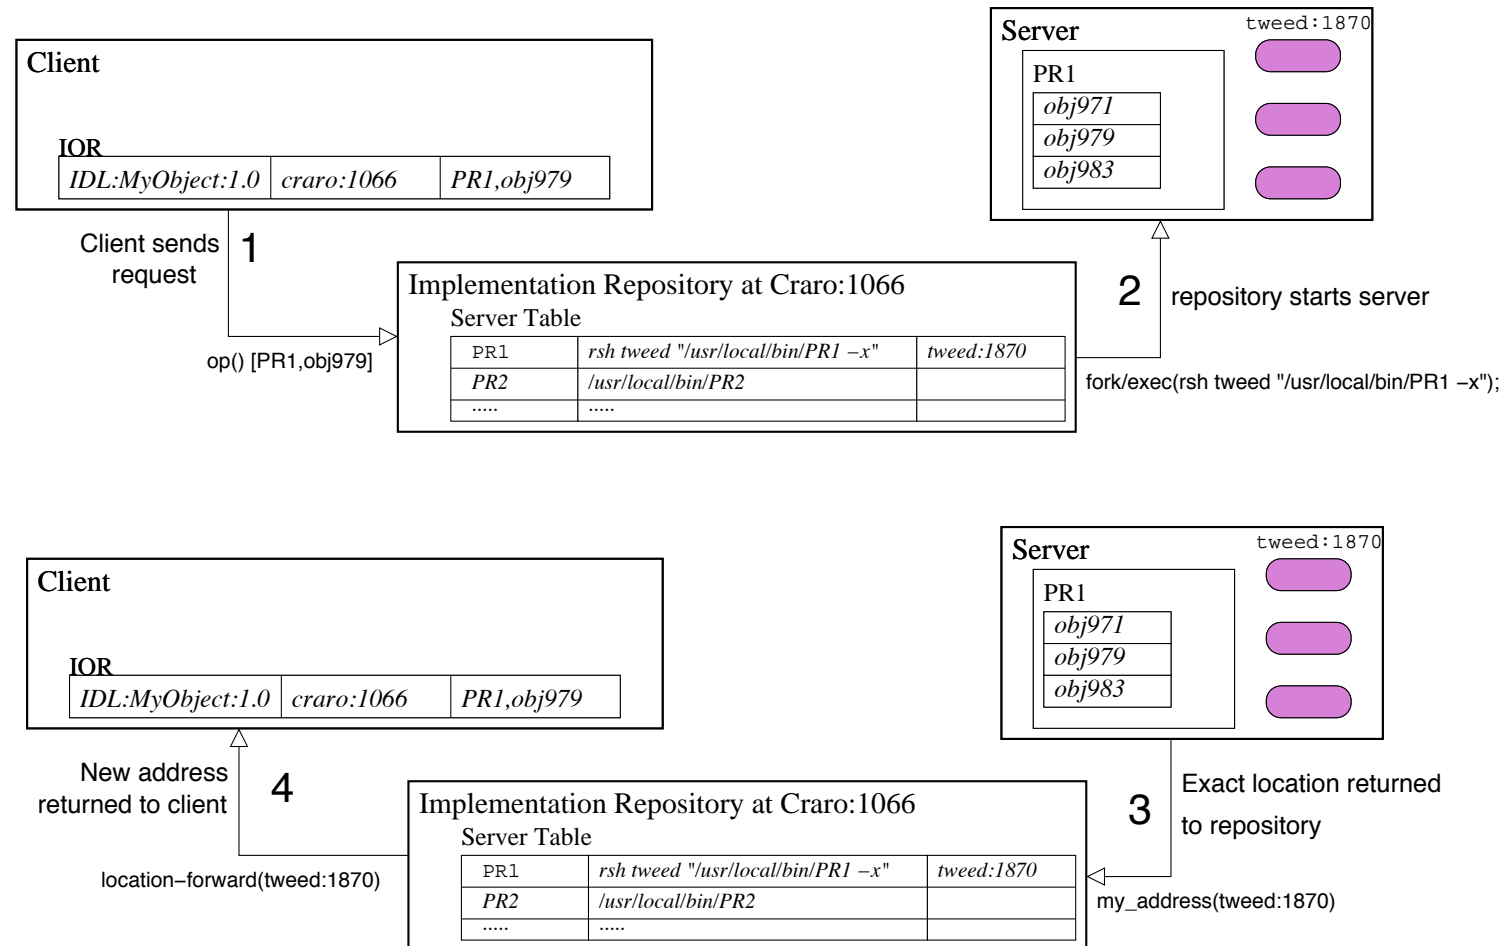 Client
IOR
IDL:MyObject:1.0 craro:1066 PR1,obj979
Server
tweed:1870
PR1
obj971
obj979
obj983
Client sends
request
1
op() [PR1,obj979]
Implementation Repository at Craro:1066
Server Table
PR1 rsh tweed "/usr/local/bin/PR1 −x" tweed:1870
PR2 /usr/local/bin/PR2
..... .....
2
repository starts server
fork/exec(rsh tweed "/usr/local/bin/PR1 −x");
Client
IOR
IDL:MyObject:1.0 craro:1066 PR1,obj979
Server
tweed:1870
PR1
obj971
obj979
obj983
New address
returned to client
4
location−forward(tweed:1870)
Implementation Repository at Craro:1066
Server Table
PR1 rsh tweed "/usr/local/bin/PR1 −x" tweed:1870
PR2 /usr/local/bin/PR2
..... .....
3
Exact location returned
to repository
my_address(tweed:1870)